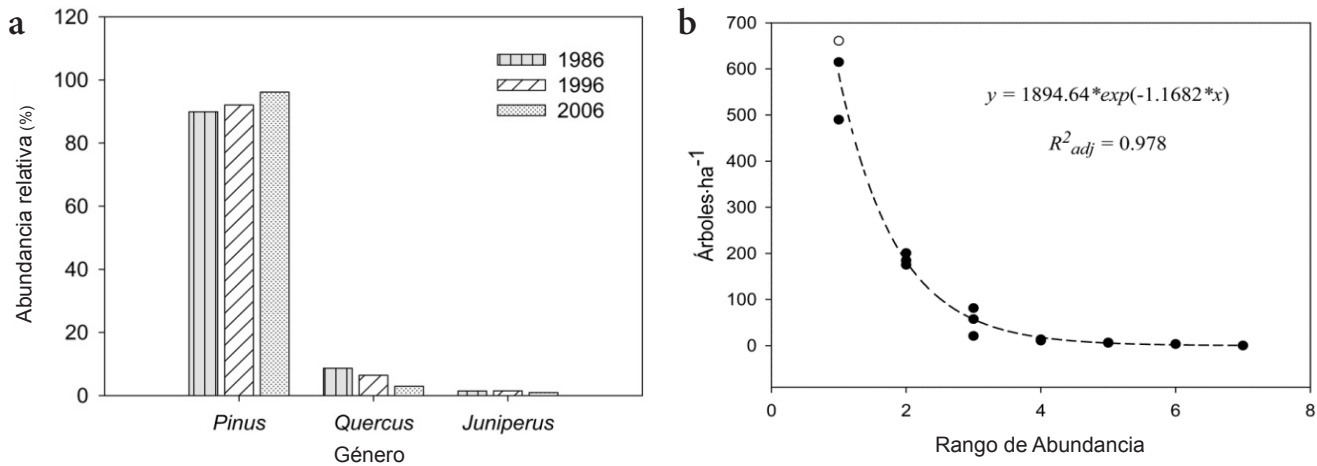 a
120
100
80
60
40
20
0
Abundancia relativa (%)
1986
1996
2006
Pinus
Quercus
Juniperus
Género
b
700
600
500
400
300
200
100
0
Árboles·ha⁻¹
y = 1894.64*exp(-1.1682*x)
R²adj = 0.978
0
2
4
6
8
Rango de Abundancia